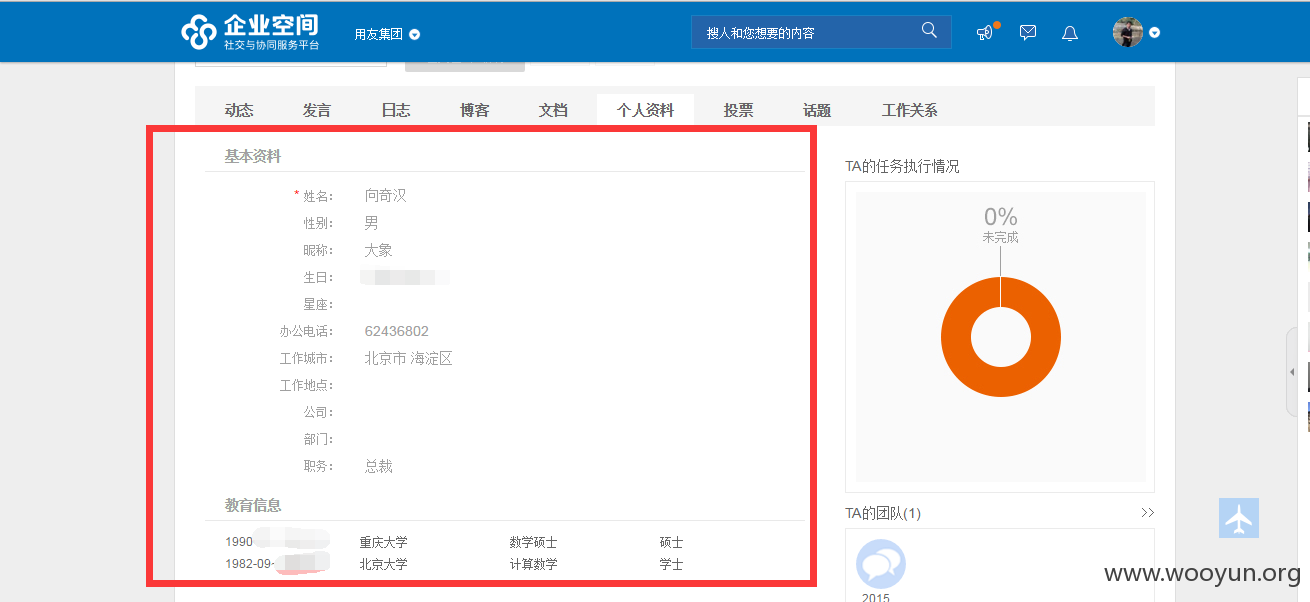 企业空间
社交与协同服务平台
用友集团
搜人和您想要的内容
动态 发言 日志 博客 文档 个人资料 投票 话题 工作关系
基本资料
* 姓名： 向奇汉
性别： 男
昵称： 大象
生日：
星座：
办公电话： 62436802
工作城市： 北京市 海淀区
工作地点：
公司：
部门：
职务： 总裁
教育信息
1990 重庆大学 数学硕士 硕士
1982-09- 北京大学 计算数学 学士
TA的任务执行情况
0%
未完成
TA的团队(1)
2015
www.wooyun.org